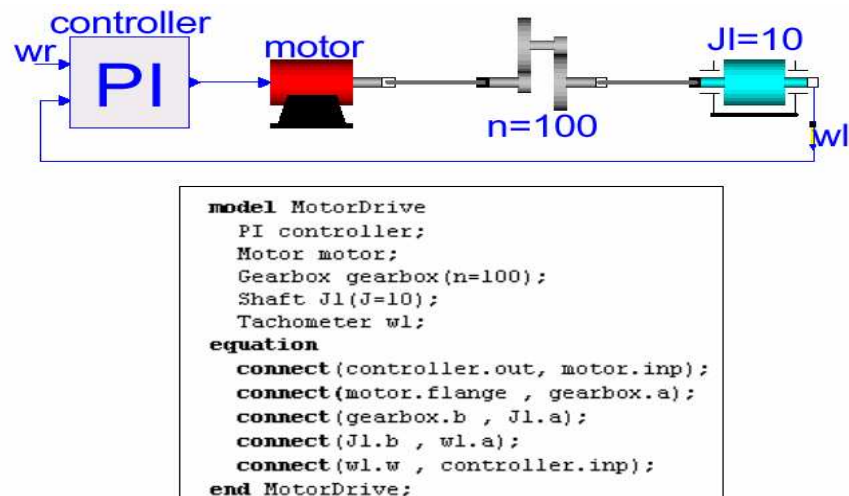 controller
wr
PI
motor
n=100
Jl=10
wl
model MotorDrive
PI controller;
Motor motor;
Gearbox gearbox(n=100);
Shaft Jl(J=10);
Tachometer wl;
equation
connect(controller.out, motor.inp);
connect(motor.flange , gearbox.a);
connect(gearbox.b , Jl.a);
connect(Jl.b , wl.a);
connect(wl.w , controller.inp);
end MotorDrive;